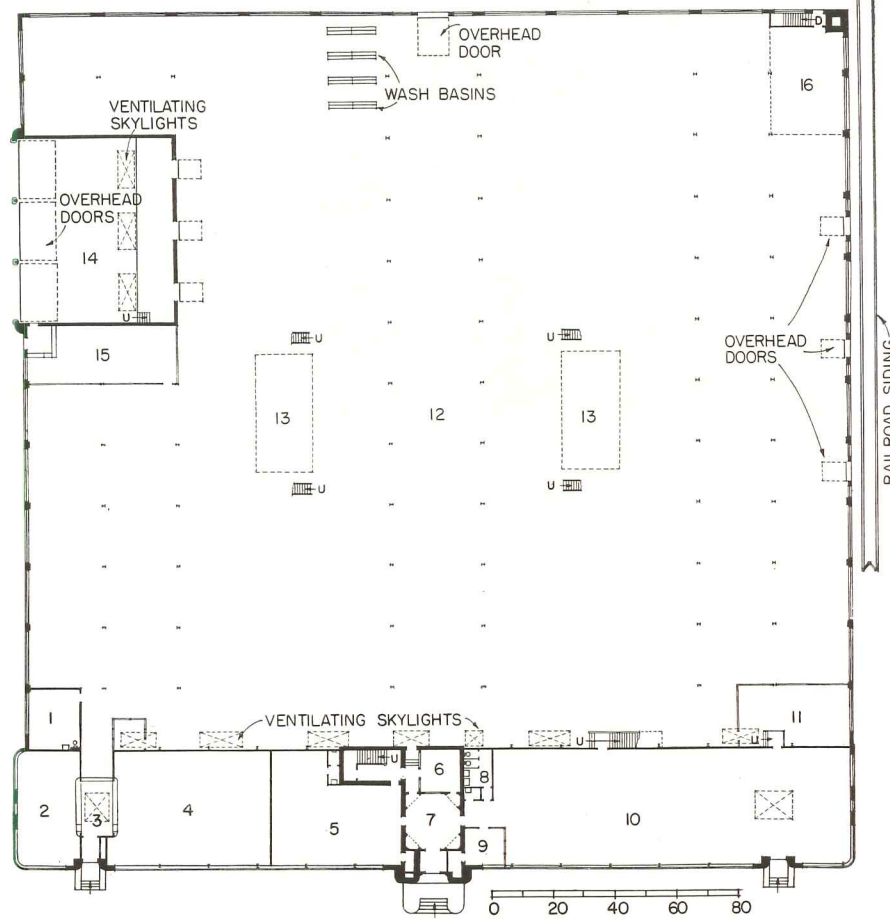 OVERHEAD
DOOR
D
WASH BASINS
16
VENTILATING
SKYLIGHTS
OVERHEAD
DOORS
14
U
15
U
U
OVERHEAD
DOORS
RAILROAD SIDING
13
12
13
U
U
1
VENTILATING SKYLIGHTS
U
U
11
2
3
4
5
U
6
7
8
9
10
0 20 40 60 80